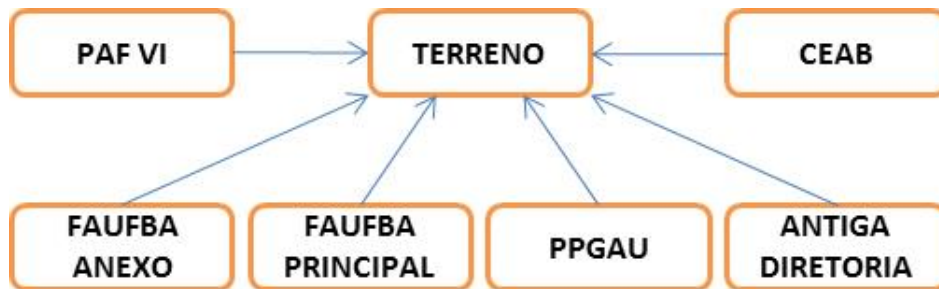 PAF VI
TERRENO
CEAB
FAUFBA
ANEXO
FAUFBA
PRINCIPAL
PPGAU
ANTIGA
DIRETORIA